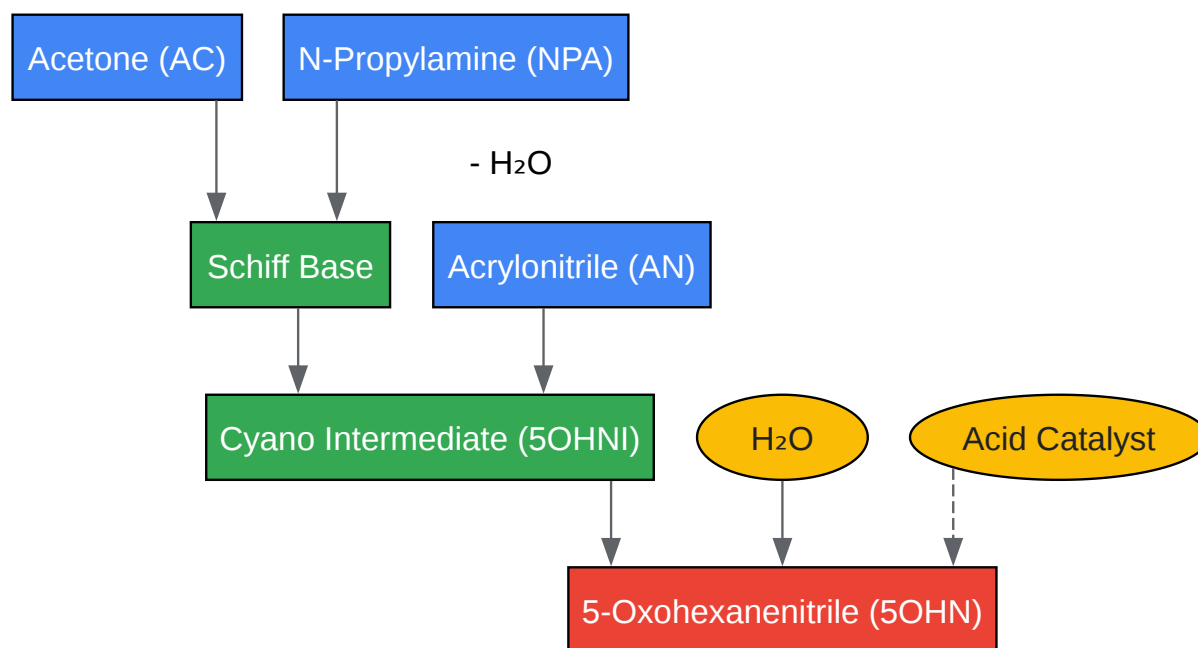 Acetone (AC)
N-Propylamine (NPA)
- H₂O
Schiff Base
Acrylonitrile (AN)
Cyano Intermediate (5OHNI)
H₂O
Acid Catalyst
5-Oxohexanenitrile (5OHN)